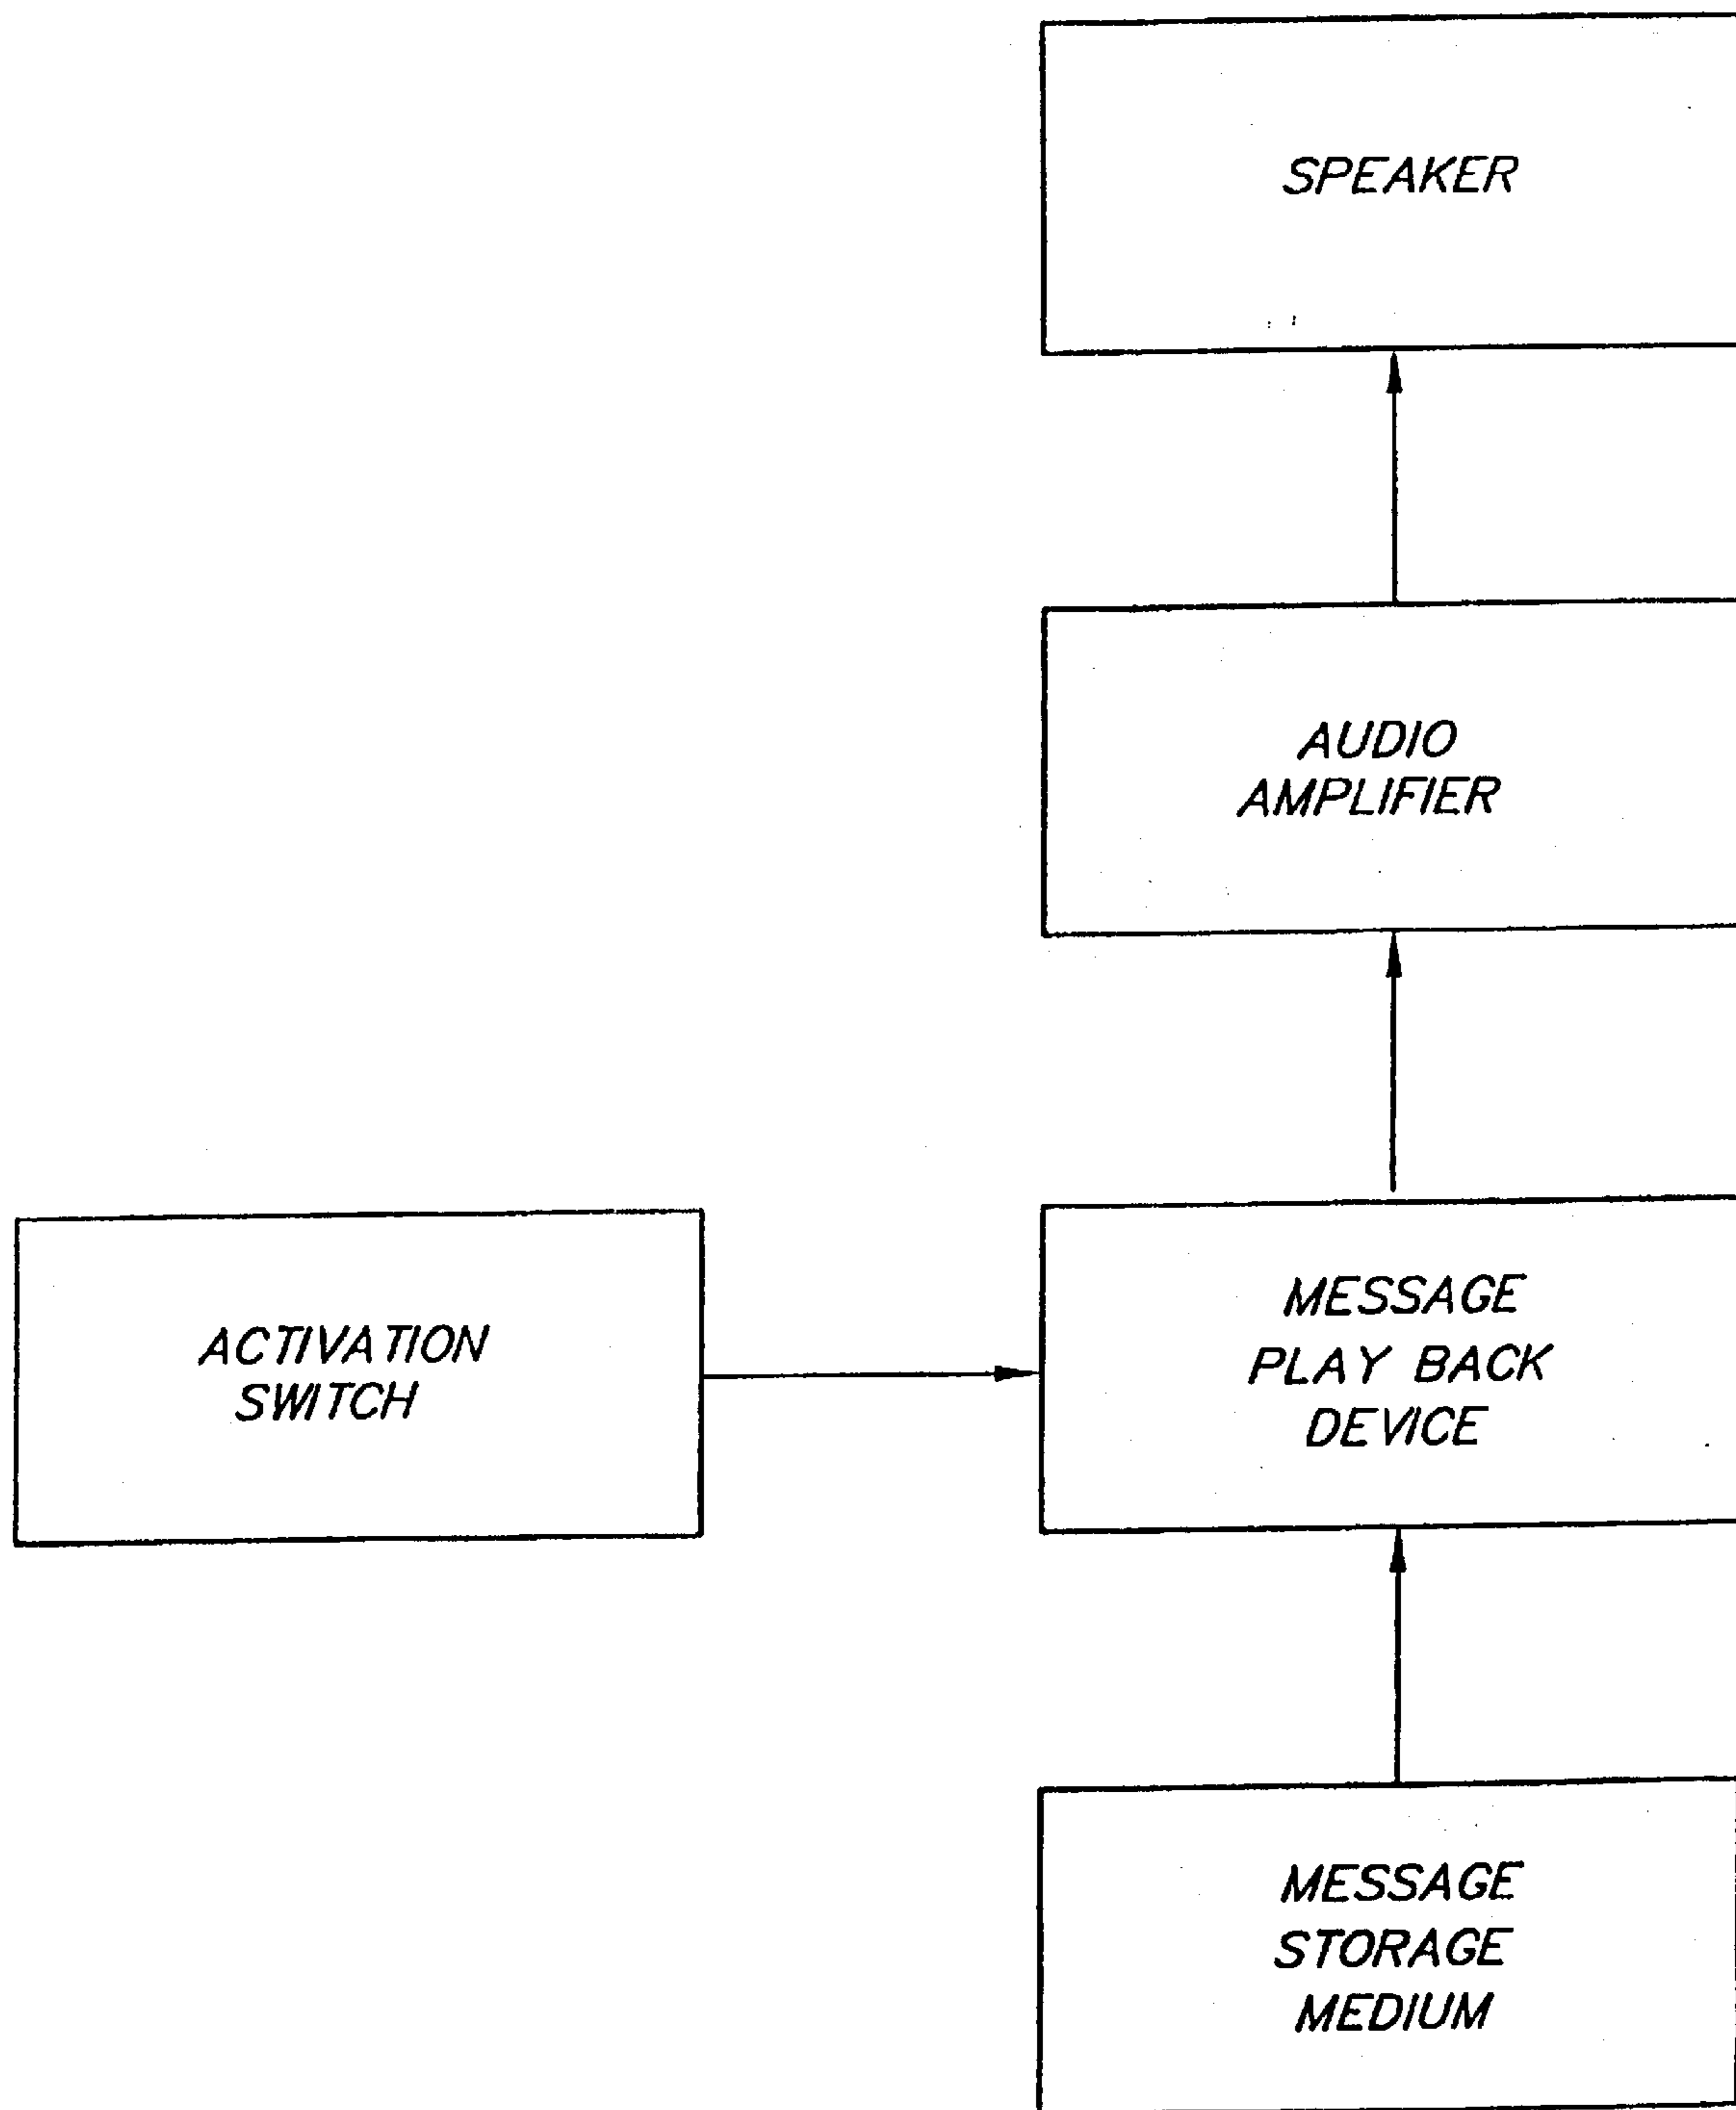 SPEAKER
AUDIO
AMPLIFIER
ACTIVATION
SWITCH
MESSAGE
PLAY BACK
DEVICE
MESSAGE
STORAGE
MEDIUM